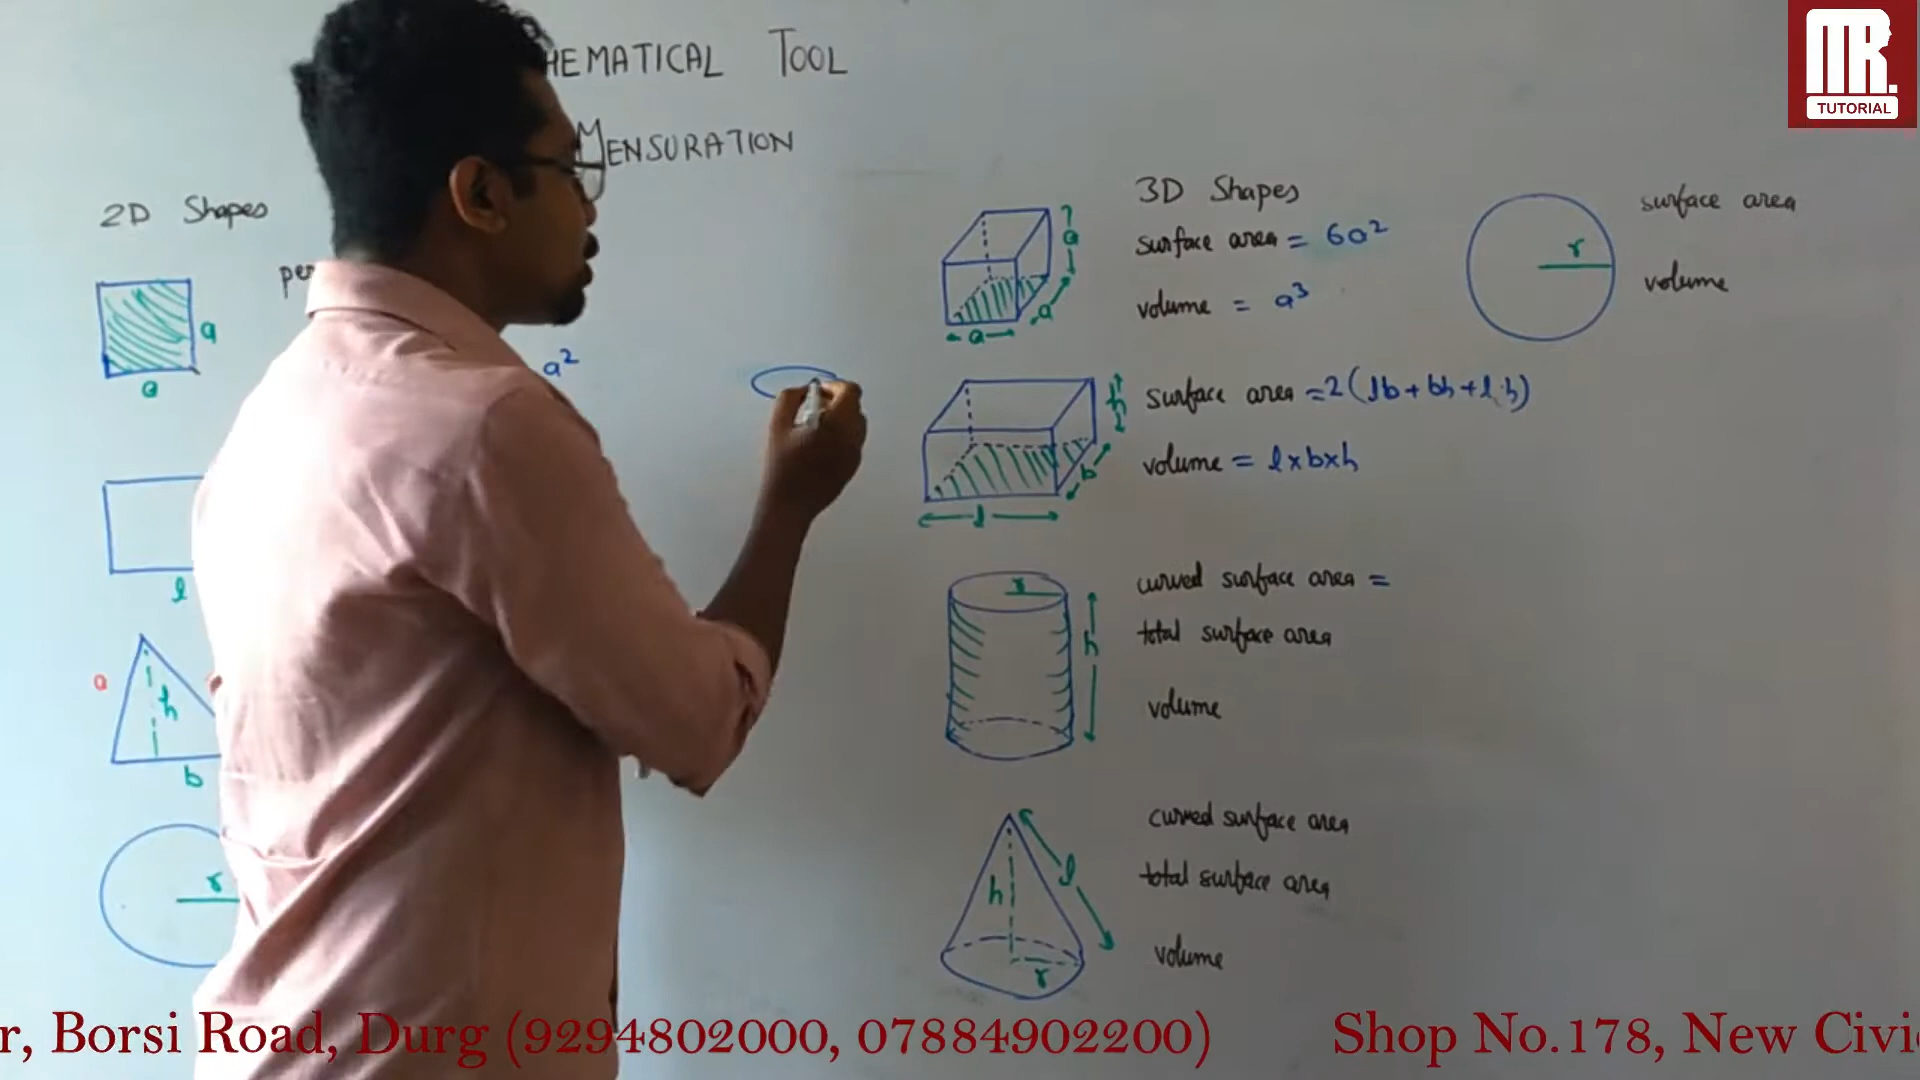 HEMATICAL TOOL
MENSURATION
2D Shapes
a
a
a²
l
a
h
b
r
3D Shapes
surface area = 6a²
volume = a³
a
a
a
surface area = 2(lb+bh+l.h)
volume = l×b×h
h
b
l
curved surface area =
total surface area
volume
r
h
curved surface area
total surface area
volume
h
l
r
surface area
volume
r
MR.
TUTORIAL
r, Borsi Road, Durg (9294802000, 07884902200)
Shop No.178, New Civi